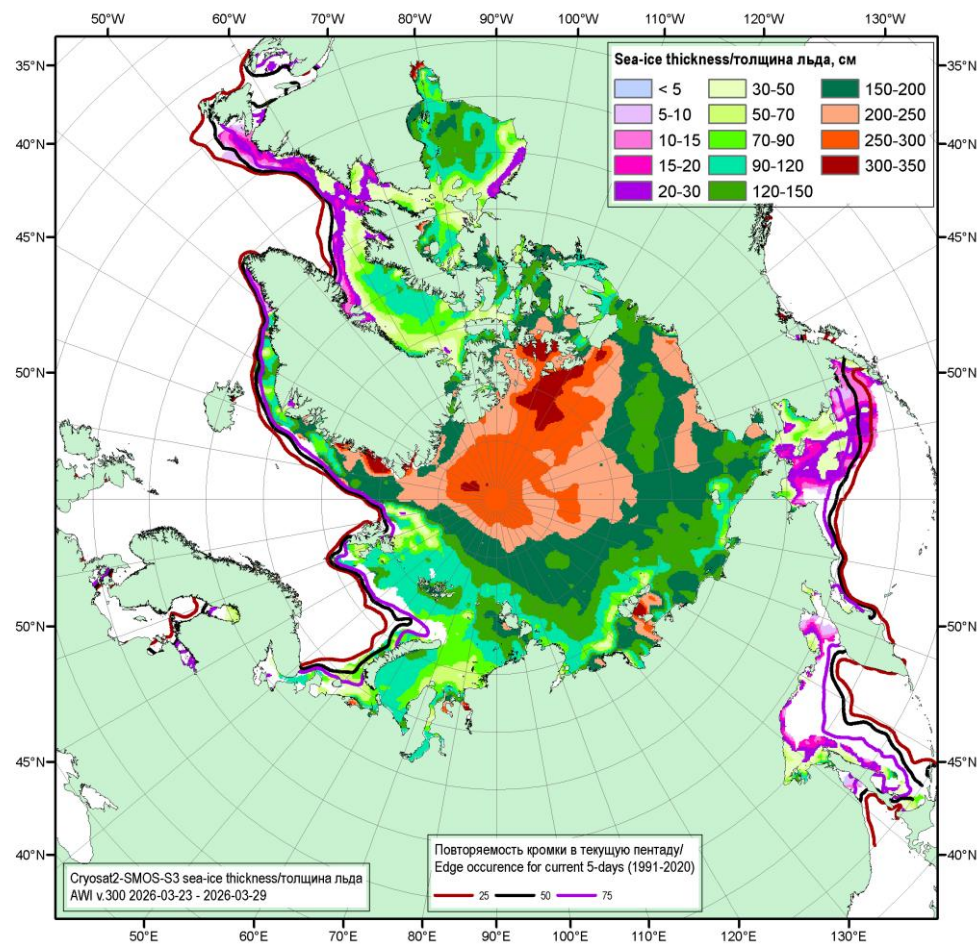 50°W 60°W 70°W 80°W 90°W 100°W 110°W 120°W 130°W
35°N 35°N
40°N 40°N
45°N 45°N
50°N 50°N
50°N 50°N
45°N 45°N
40°N 40°N
Sea-ice thickness/толщина льда, см
< 5 30-50 150-200
5-10 50-70 200-250
10-15 70-90 250-300
15-20 90-120 300-350
20-30 120-150
Cryosat2-SMOS-S3 sea-ice thickness/толщина льда
AWI v.300 2026-03-23 - 2026-03-29
Повторяемость кромки в текущую пентаду/
Edge occurence for current 5-days (1991-2020)
25 50 75
50°E 60°E 70°E 80°E 90°E 100°E 110°E 120°E 130°E